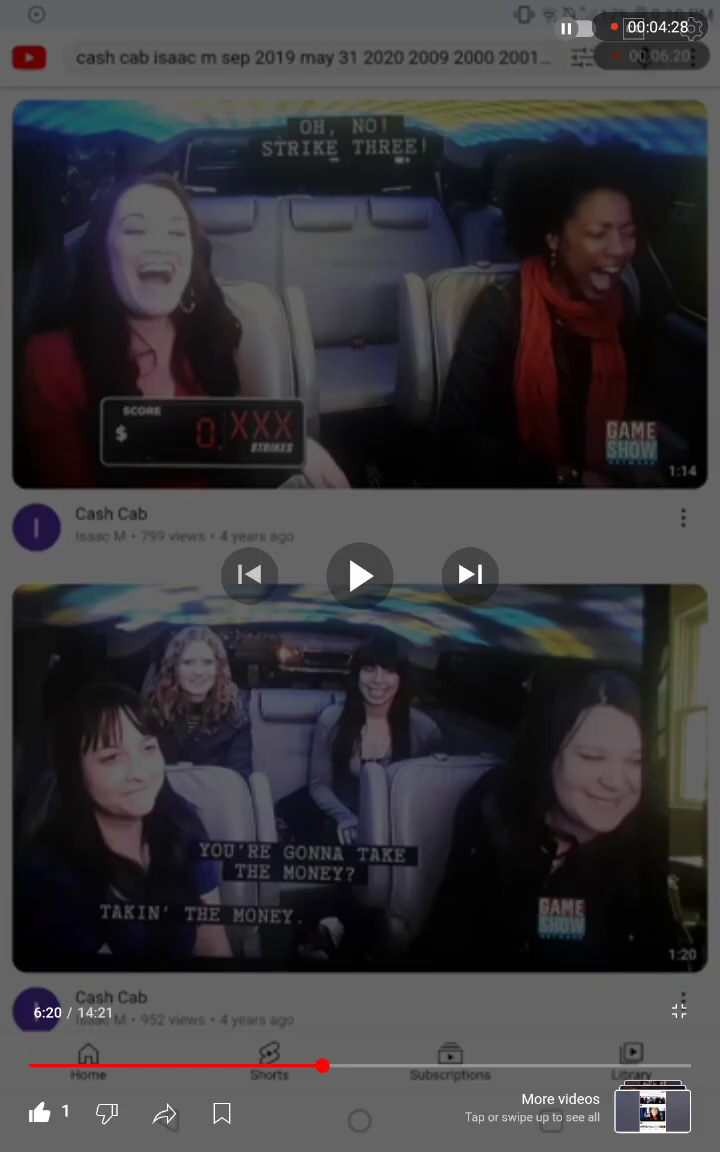 00:04:28
cash cab isaac m sep 2019 may 31 2020 2009 2000 2001...
00:06:20
OH, NO!
STRIKE THREE!
SCORE
$ 0. XXX
STRIKES
GAME
SHOW
NETWORK
1:14
I
Cash Cab
Isaac M • 799 views • 4 years ago
YOU'RE GONNA TAKE
THE MONEY?
TAKIN' THE MONEY.
GAME
SHOW
NETWORK
1:20
Cash Cab
6:20 / 14:21
Isaac M • 952 views • 4 years ago
Home
Shorts
Subscriptions
Library
1
More videos
Tap or swipe up to see all